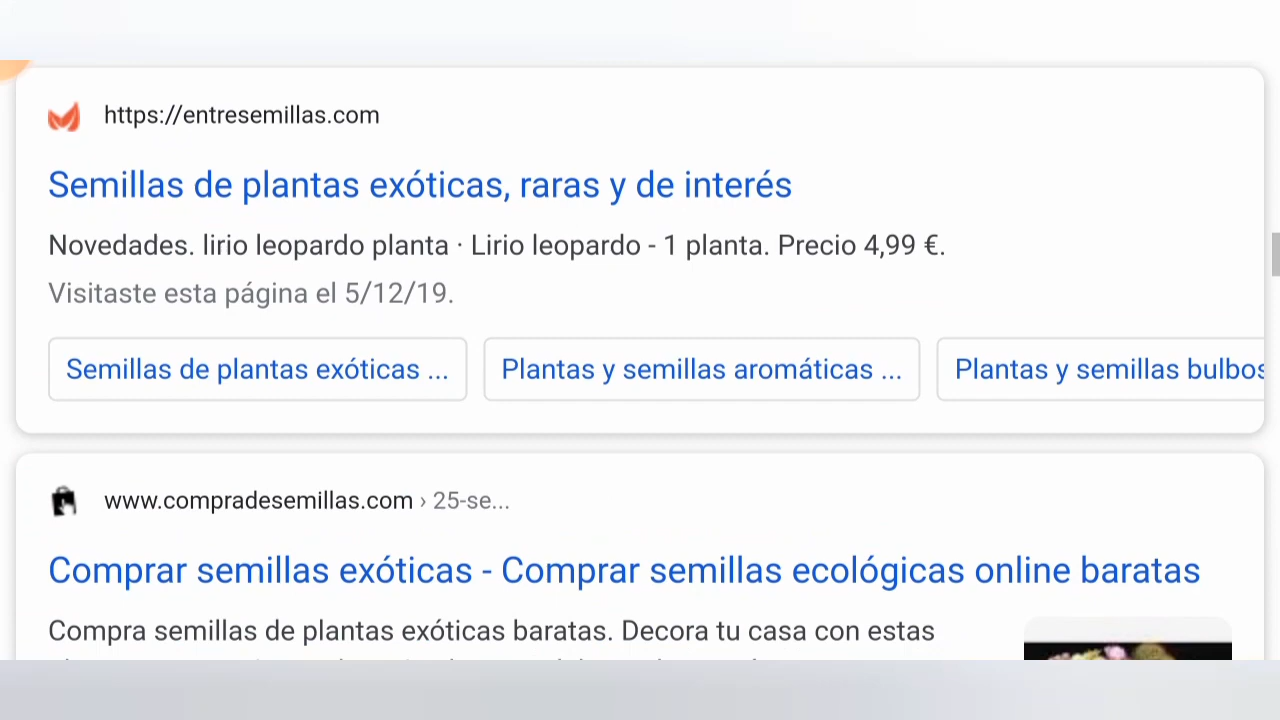 https://entresemillas.com
Semillas de plantas exóticas, raras y de interés
Novedades. lirio leopardo planta · Lirio leopardo - 1 planta. Precio 4,99 €.
Visitaste esta página el 5/12/19.
Semillas de plantas exóticas ... Plantas y semillas aromáticas ... Plantas y semillas bulbos
www.compradesemillas.com › 25-se...
Comprar semillas exóticas - Comprar semillas ecológicas online baratas
Compra semillas de plantas exóticas baratas. Decora tu casa con estas